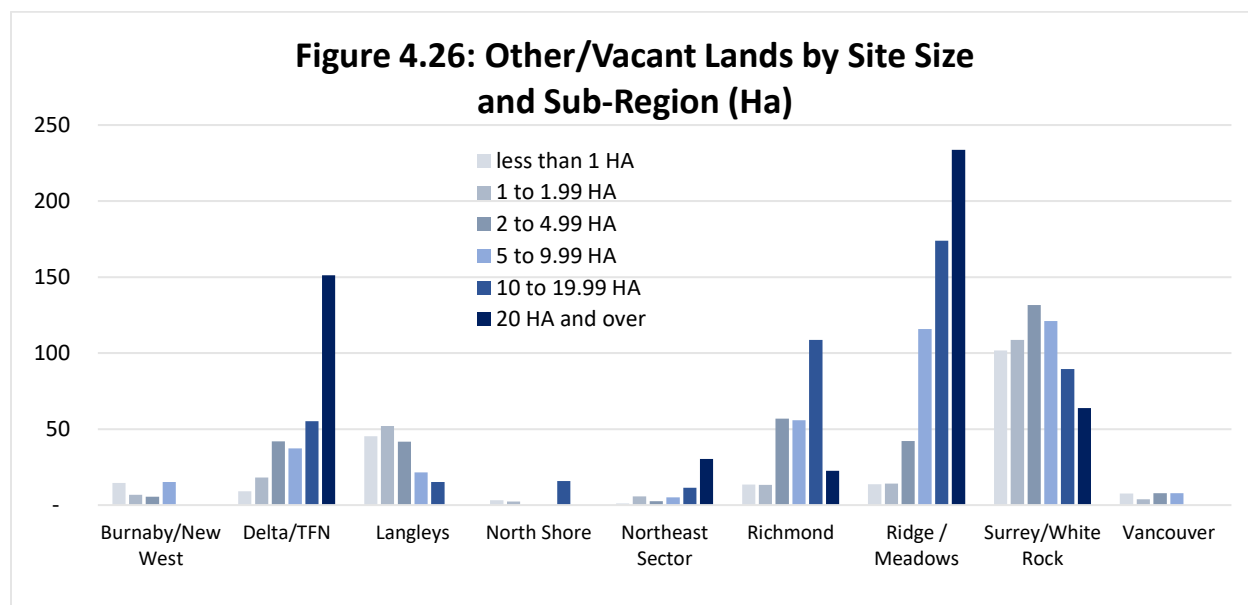 Figure 4.26: Other/Vacant Lands by Site Size
and Sub-Region (Ha)
250
200
150
100
50
-
less than 1 HA
1 to 1.99 HA
2 to 4.99 HA
5 to 9.99 HA
10 to 19.99 HA
20 HA and over
Burnaby/New
West
Delta/TFN
Langleys
North Shore
Northeast
Sector
Richmond
Ridge /
Meadows
Surrey/White
Rock
Vancouver